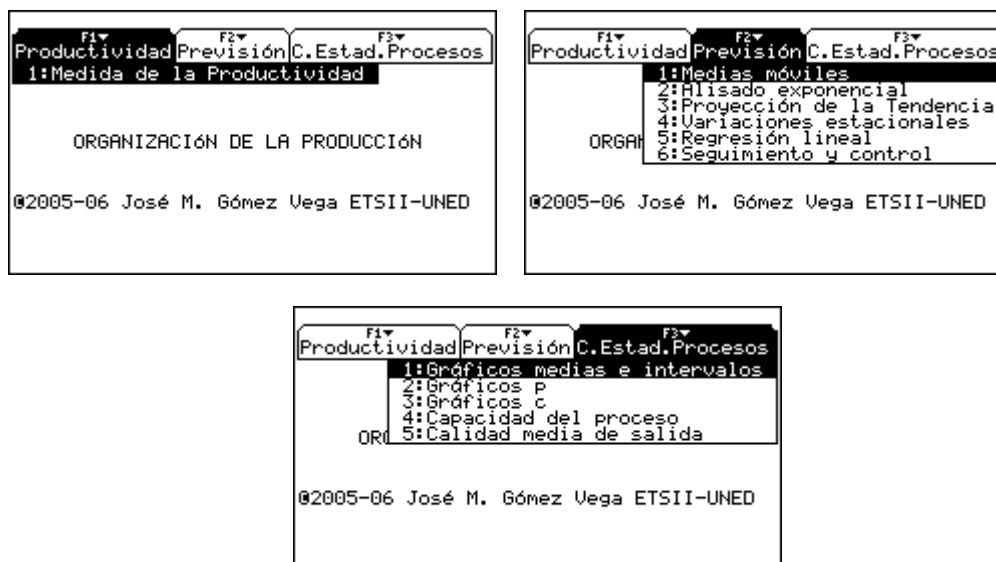 F1▾ F2▾ F3▾
Productividad Previsión C.Estad.Procesos
1:Medida de la Productividad
ORGANIZACIóN DE LA PRODUCCIóN
@2005-06 José M. Gómez Vega ETSII-UNED
F1▾ F2▾ F3▾
Productividad Previsión C.Estad.Procesos
1:Medias móviles
2:Alisado exponencial
3:Proyección de la Tendencia
4:Variaciones estacionales
ORGAN 5:Regresión lineal
6:Seguimiento y control
@2005-06 José M. Gómez Vega ETSII-UNED
F1▾ F2▾ F3▾
Productividad Previsión C.Estad.Procesos
1:Gráficos medias e intervalos
2:Gráficos p
3:Gráficos c
4:Capacidad del proceso
ORG 5:Calidad media de salida
@2005-06 José M. Gómez Vega ETSII-UNED